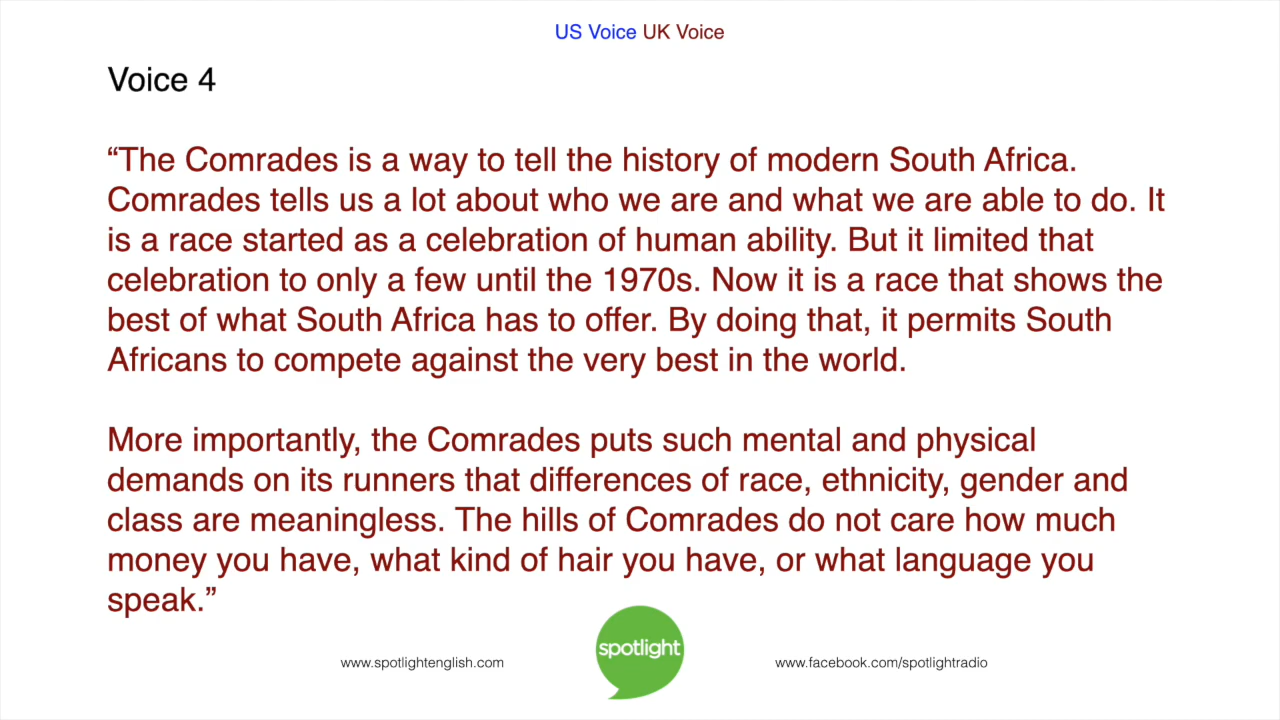 US Voice UK Voice
Voice 4
“The Comrades is a way to tell the history of modern South Africa.
Comrades tells us a lot about who we are and what we are able to do. It
is a race started as a celebration of human ability. But it limited that
celebration to only a few until the 1970s. Now it is a race that shows the
best of what South Africa has to offer. By doing that, it permits South
Africans to compete against the very best in the world.
More importantly, the Comrades puts such mental and physical
demands on its runners that differences of race, ethnicity, gender and
class are meaningless. The hills of Comrades do not care how much
money you have, what kind of hair you have, or what language you
speak.”
spotlight
www.spotlightenglish.com
www.facebook.com/spotlightradio